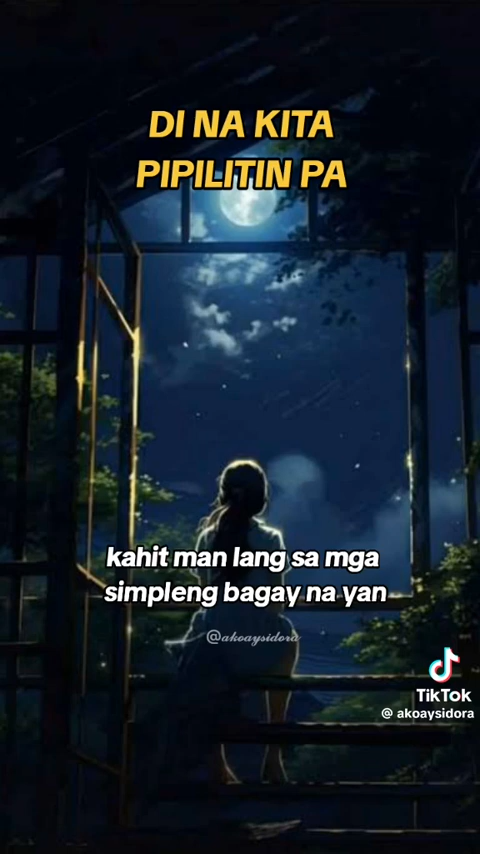 DI NA KITA
PIPILITIN PA
kahit man lang sa mga
simpleng bagay na yan
@akoaysidora
TikTok
@ akoaysidora